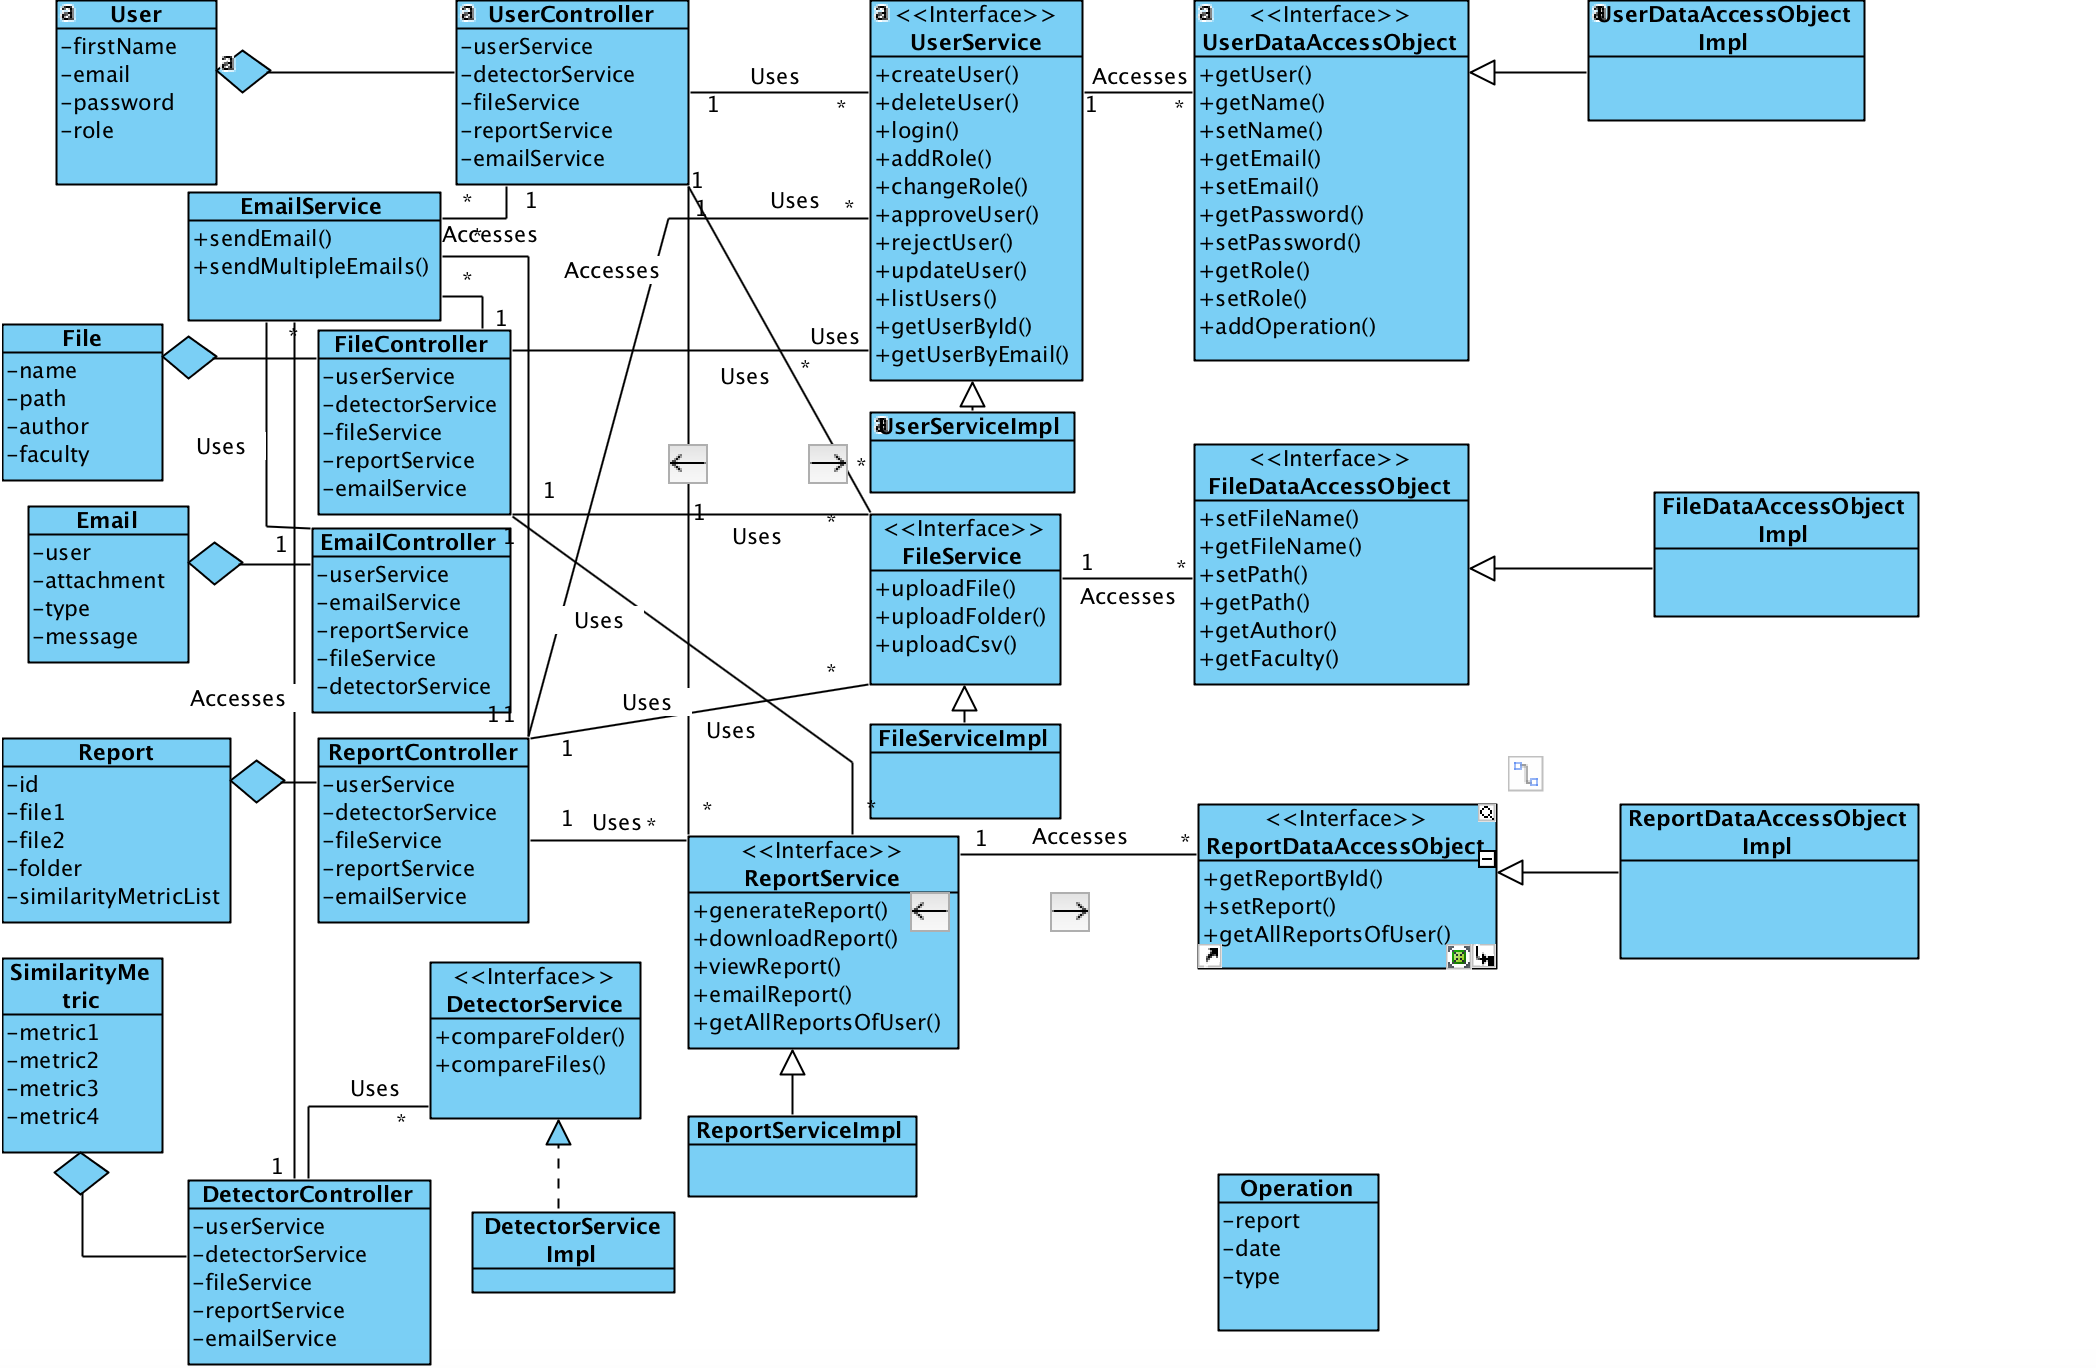 User
-firstName
-email
-password
-role
UserController
-userService
-detectorService
-fileService
-reportService
-emailService
<<Interface>>
UserService
+createUser()
+deleteUser()
+login()
+addRole()
+changeRole()
+approveUser()
+rejectUser()
+updateUser()
+listUsers()
+getUserById()
+getUserByEmail()
<<Interface>>
UserDataAccessObject
+getUser()
+getName()
+setName()
+getEmail()
+setEmail()
+getPassword()
+setPassword()
+getRole()
+setRole()
+addOperation()
UserDataAccessObject
Impl
Uses
1 *
Accesses
1 *
EmailService
+sendEmail()
+sendMultipleEmails()
* 1
Accesses
*
* 1
1
1
Uses *
Accesses
Uses
Uses *
File
-name
-path
-author
-faculty
FileController
-userService
-detectorService
-fileService
-reportService
-emailService
UserServiceImpl
*
Uses
*
1
1
*
Uses
<<Interface>>
FileDataAccessObject
+setFileName()
+getFileName()
+setPath()
+getPath()
+getAuthor()
+getFaculty()
FileDataAccessObject
Impl
Email
-user
-attachment
-type
-message
1
EmailController
1
-userService
-emailService
-reportService
-fileService
-detectorService
<<Interface>>
FileService
+uploadFile()
+uploadFolder()
+uploadCsv()
1 *
Accesses
Uses
*
Uses
Accesses
1 1
1
Uses
FileServiceImpl
Report
-id
-file1
-file2
-folder
-similarityMetricList
ReportController
-userService
-detectorService
-fileService
-reportService
-emailService
1 Uses *
* *
<<Interface>>
ReportService
+generateReport()
+downloadReport()
+viewReport()
+emailReport()
+getAllReportsOfUser()
1 Accesses *
<<Interface>>
ReportDataAccessObject
+getReportById()
+setReport()
+getAllReportsOfUser()
ReportDataAccessObject
Impl
SimilarityMe
tric
-metric1
-metric2
-metric3
-metric4
<<Interface>>
DetectorService
+compareFolder()
+compareFiles()
Uses
*
1
ReportServiceImpl
DetectorController
-userService
-detectorService
-fileService
-reportService
-emailService
DetectorService
Impl
Operation
-report
-date
-type